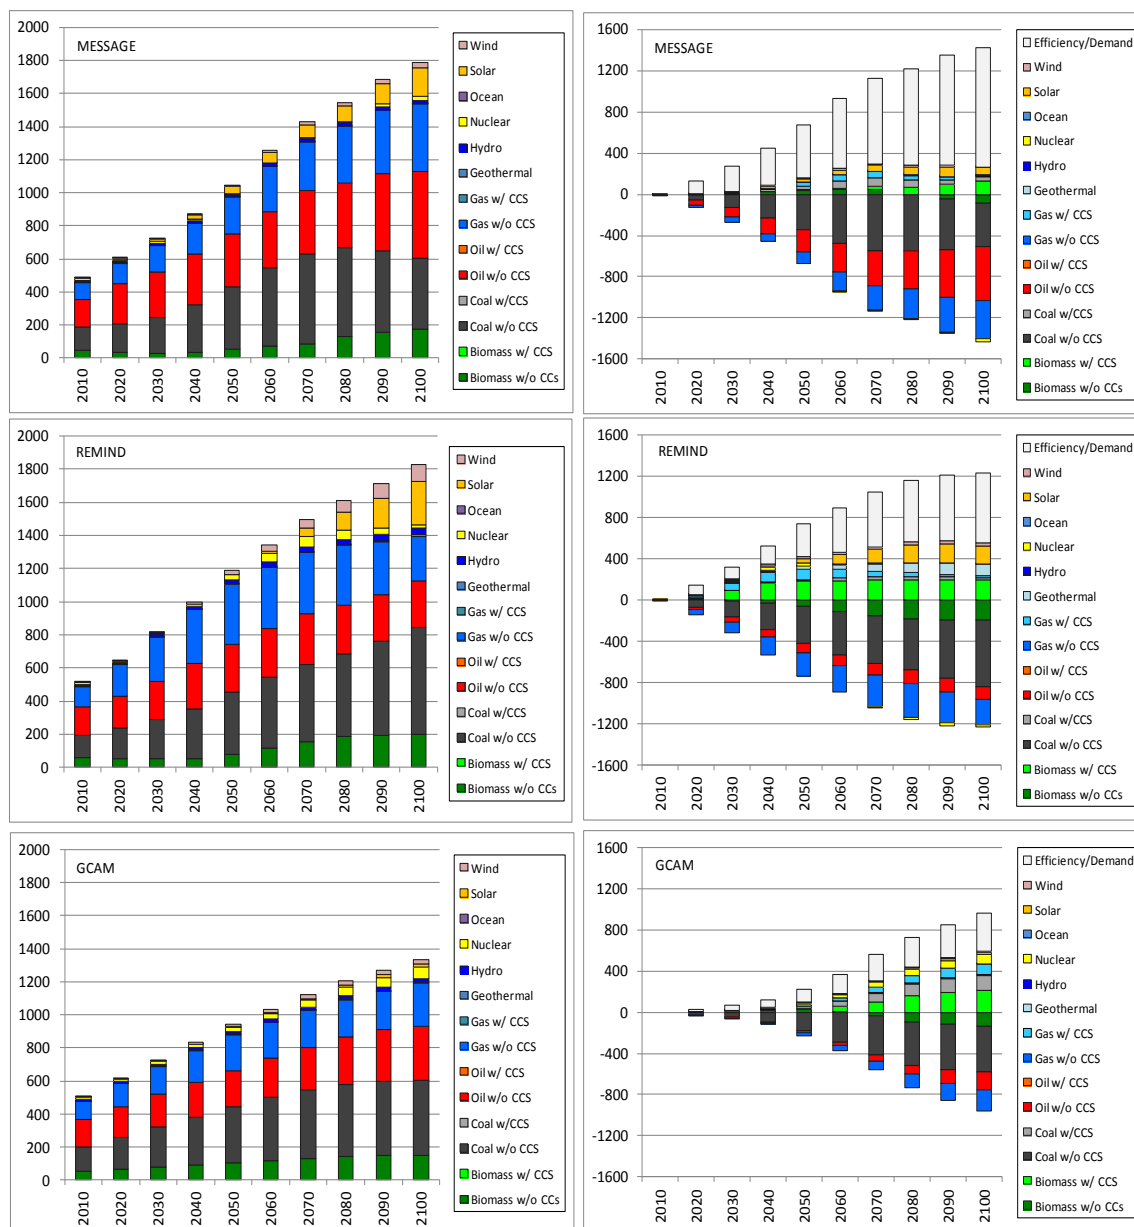 MESSAGE
2000
1800
1600
1400
1200
1000
800
600
400
200
0
2010 2020 2030 2040 2050 2060 2070 2080 2090 2100
Wind
Solar
Ocean
Nuclear
Hydro
Geothermal
Gas w/ CCS
Gas w/o CCS
Oil w/ CCS
Oil w/o CCS
Coal w/CCS
Coal w/o CCS
Biomass w/ CCS
Biomass w/o CCs
MESSAGE
1600
1200
800
400
0
-400
-800
-1200
-1600
2010 2020 2030 2040 2050 2060 2070 2080 2090 2100
Efficiency/Demand
Wind
Solar
Ocean
Nuclear
Hydro
Geothermal
Gas w/ CCS
Gas w/o CCS
Oil w/ CCS
Oil w/o CCS
Coal w/CCS
Coal w/o CCS
Biomass w/ CCS
Biomass w/o CCs
REMIND
2000
1800
1600
1400
1200
1000
800
600
400
200
0
2010 2020 2030 2040 2050 2060 2070 2080 2090 2100
Wind
Solar
Ocean
Nuclear
Hydro
Geothermal
Gas w/ CCS
Gas w/o CCS
Oil w/ CCS
Oil w/o CCS
Coal w/CCS
Coal w/o CCS
Biomass w/ CCS
Biomass w/o CCs
REMIND
1600
1200
800
400
0
-400
-800
-1200
-1600
2010 2020 2030 2040 2050 2060 2070 2080 2090 2100
Efficiency/Demand
Wind
Solar
Ocean
Nuclear
Hydro
Geothermal
Gas w/ CCS
Gas w/o CCS
Oil w/ CCS
Oil w/o CCS
Coal w/CCS
Coal w/o CCS
Biomass w/ CCS
Biomass w/o CCs
GCAM
2000
1800
1600
1400
1200
1000
800
600
400
200
0
2010 2020 2030 2040 2050 2060 2070 2080 2090 2100
Wind
Solar
Ocean
Nuclear
Hydro
Geothermal
Gas w/ CCS
Gas w/o CCS
Oil w/ CCS
Oil w/o CCS
Coal w/CCS
Coal w/o CCS
Biomass w/ CCS
Biomass w/o CCs
GCAM
1600
1200
800
400
0
-400
-800
-1200
-1600
2010 2020 2030 2040 2050 2060 2070 2080 2090 2100
Efficiency/Demand
Wind
Solar
Ocean
Nuclear
Hydro
Geothermal
Gas w/ CCS
Gas w/o CCS
Oil w/ CCS
Oil w/o CCS
Coal w/CCS
Coal w/o CCS
Biomass w/ CCS
Biomass w/o CCs